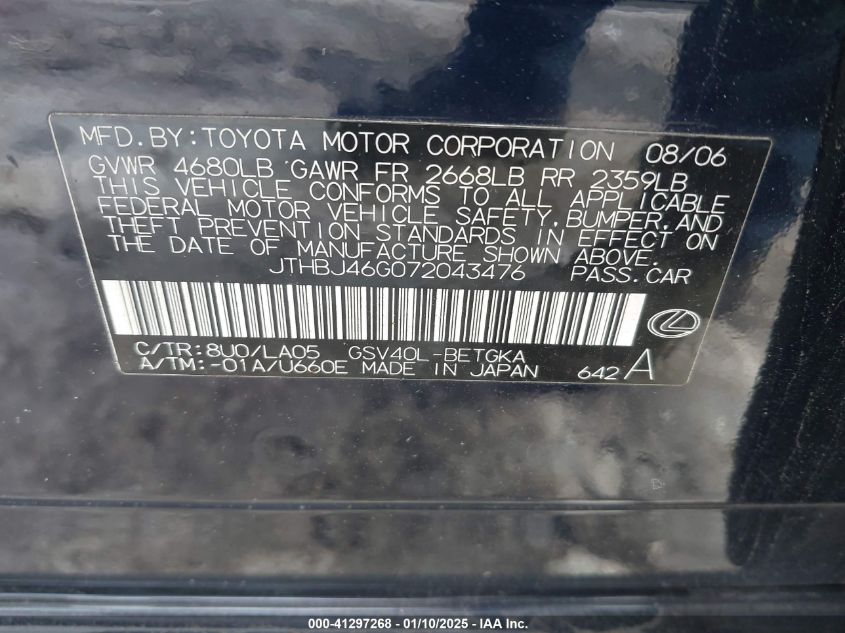 MFD. BY: TOYOTA MOTOR CORPORATION 08/06
GVWR 4680LB GAWR FR 2668LB RR 2359LB
THIS VEHICLE CONFORMS TO ALL APPLICABLE
FEDERAL MOTOR VEHICLE SAFETY, BUMPER, AND
THEFT PREVENTION STANDARDS IN EFFECT ON
THE DATE OF MANUFACTURE SHOWN ABOVE.
JTHBJ46G072043476 PASS. CAR
C/TR: 8U0/LA05 GSV40L-BETGKA
A/TM: -01A/U660E MADE IN JAPAN 642 A
000-41297268 - 01/10/2025 - IAA Inc.